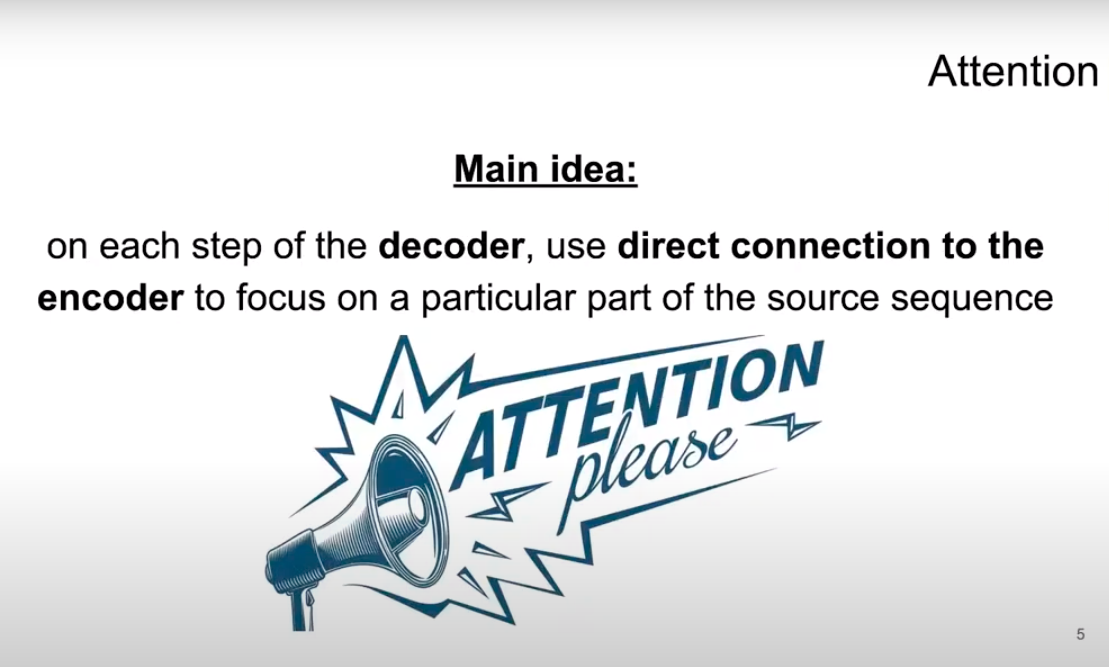 Attention
Main idea:
on each step of the decoder, use direct connection to the
encoder to focus on a particular part of the source sequence
ATTENTION
please
5